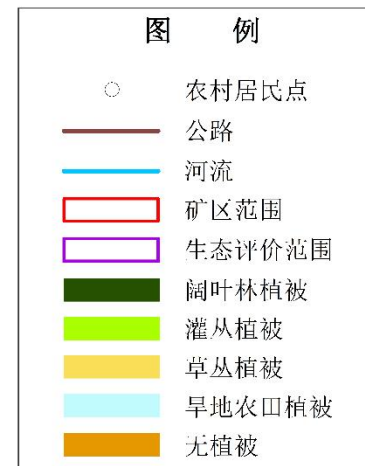 图 例
农村居民点
公路
河流
矿区范围
生态评价范围
阔叶林植被
灌丛植被
草丛植被
旱地农田植被
无植被